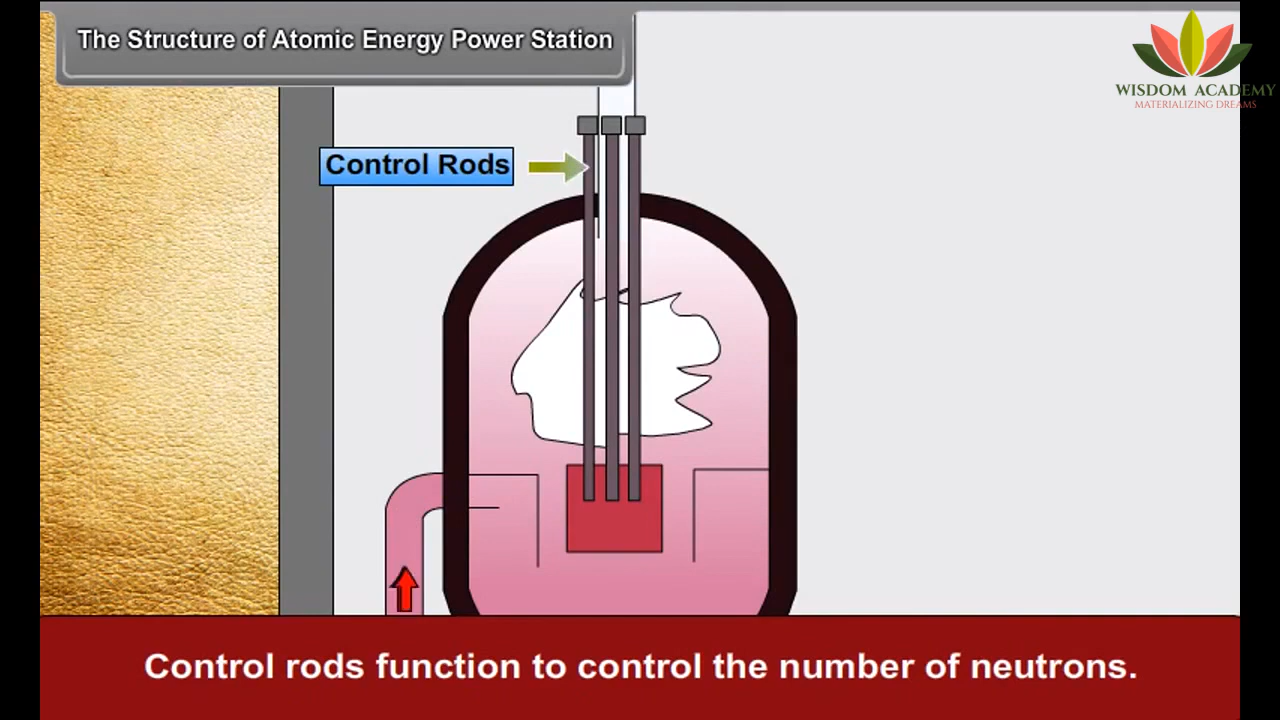 The Structure of Atomic Energy Power Station
WISDOM ACADEMY
MATERIALIZING DREAMS
Control Rods
Control rods function to control the number of neutrons.